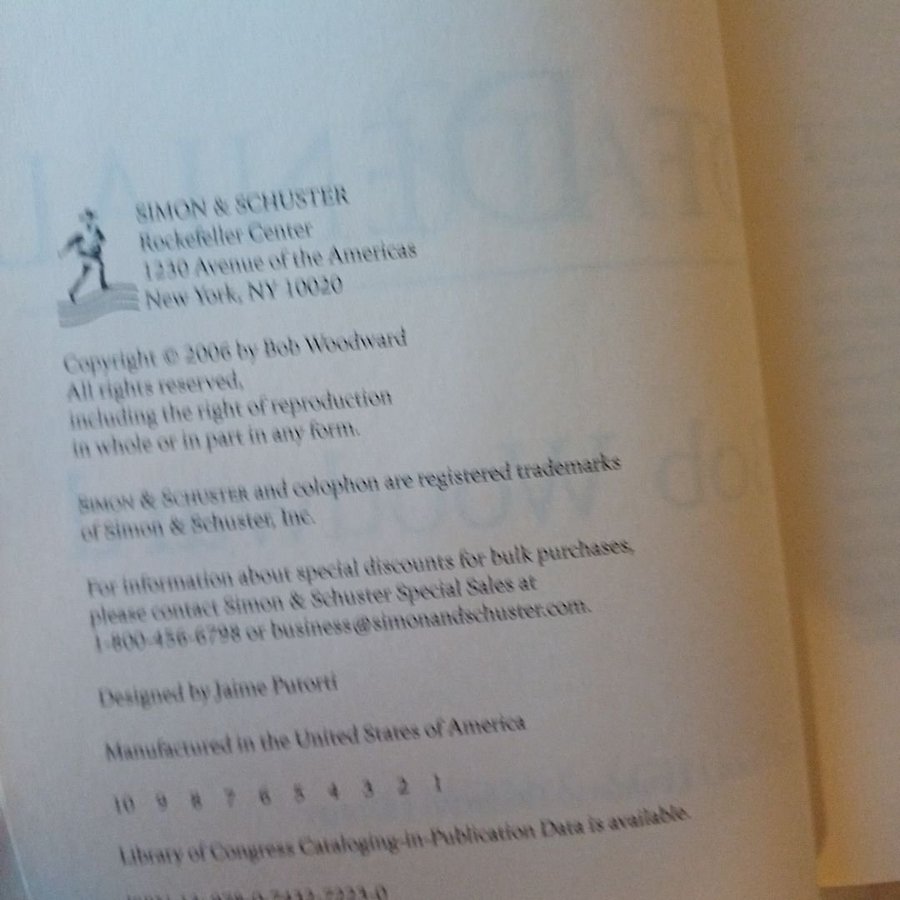 SIMON & SCHUSTER
Rockefeller Center
1230 Avenue of the Americas
New York, NY 10020
Copyright © 2006 by Bob Woodward
All rights reserved,
including the right of reproduction
in whole or in part in any form.
SIMON & SCHUSTER and colophon are registered trademarks
of Simon & Schuster, Inc.
For information about special discounts for bulk purchases,
please contact Simon & Schuster Special Sales at
1-800-456-6798 or business@simonandschuster.com.
Designed by Jaime Putorti
Manufactured in the United States of America
10 9 8 7 6 5 4 3 2 1
Library of Congress Cataloging-in-Publication Data is available.